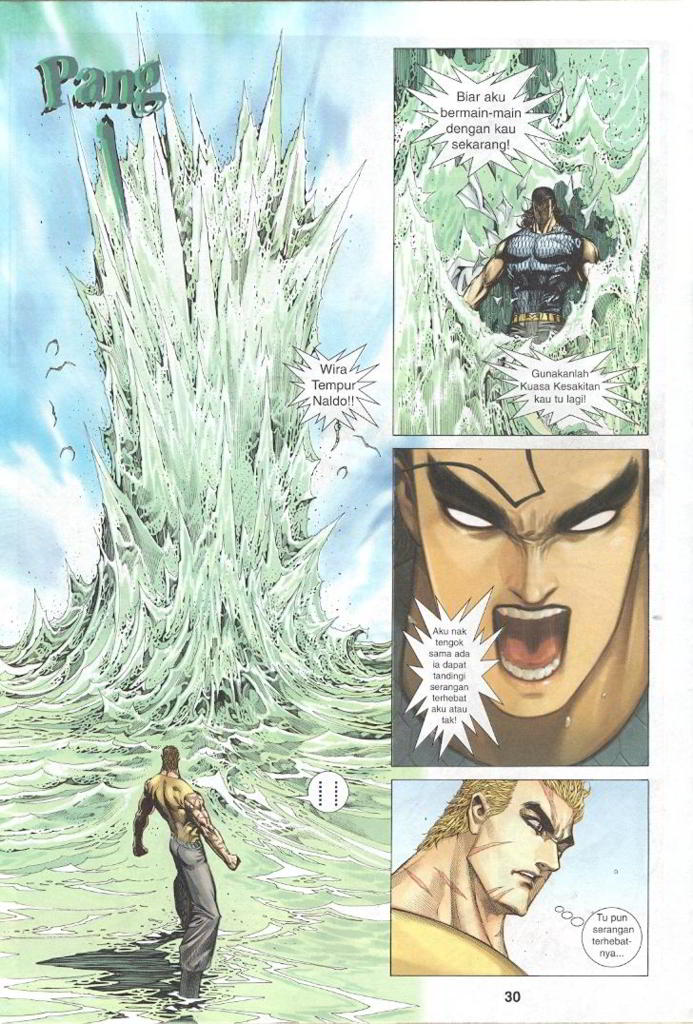 Pang
!
Wira
Tempur
Naldo!!
Biar aku
bermain-main
dengan kau
sekarang!
Gunakanlah
Kuasa Kesakitan
kau tu lagi!
Aku nak
tengok
sama ada
ia dapat
tandingi
serangan
terhebat
aku atau
tak!
Tu pun
serangan
terhebat-
nya...
30